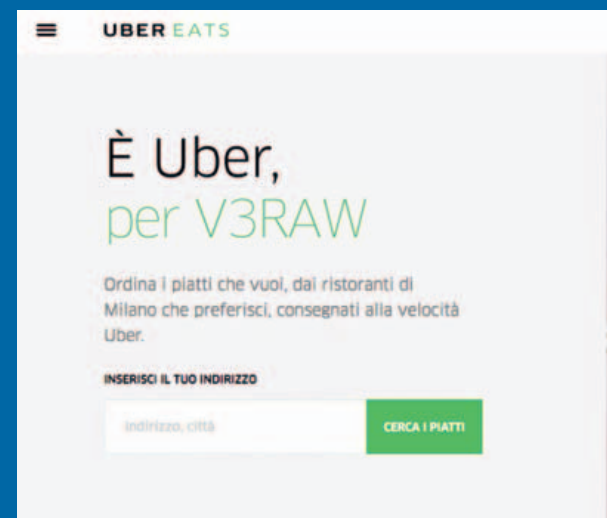 UBER EATS
È Uber,
per V3RAW
Ordina i piatti che vuoi, dai ristoranti di
Milano che preferisci, consegnati alla velocità
Uber.
INSERISCI IL TUO INDIRIZZO
Indirizzo, città
CERCA I PIATTI